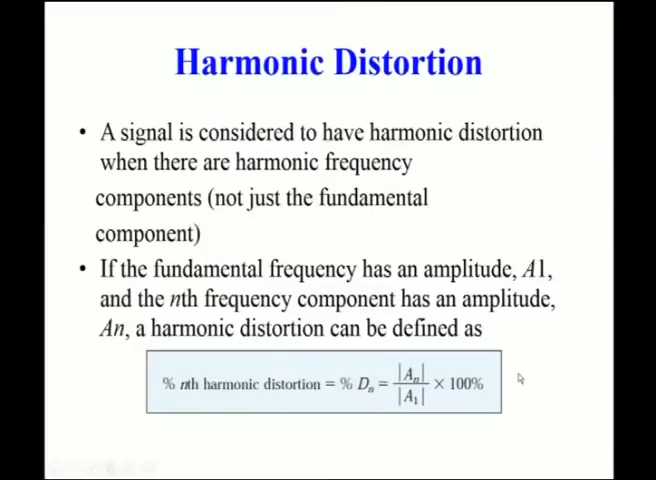 Harmonic Distortion
• A signal is considered to have harmonic distortion
when there are harmonic frequency
components (not just the fundamental
component)
• If the fundamental frequency has an amplitude, A1,
and the nth frequency component has an amplitude,
An, a harmonic distortion can be defined as
% nth harmonic distortion = % Dₙ = |Aₙ| / |A₁| × 100%